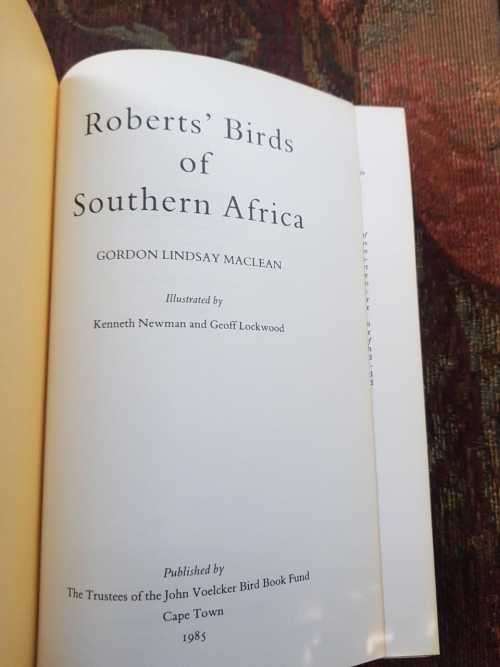 Roberts' Birds
of
Southern Africa
GORDON LINDSAY MACLEAN
Illustrated by
Kenneth Newman and Geoff Lockwood
Published by
The Trustees of the John Voelcker Bird Book Fund
Cape Town
1985